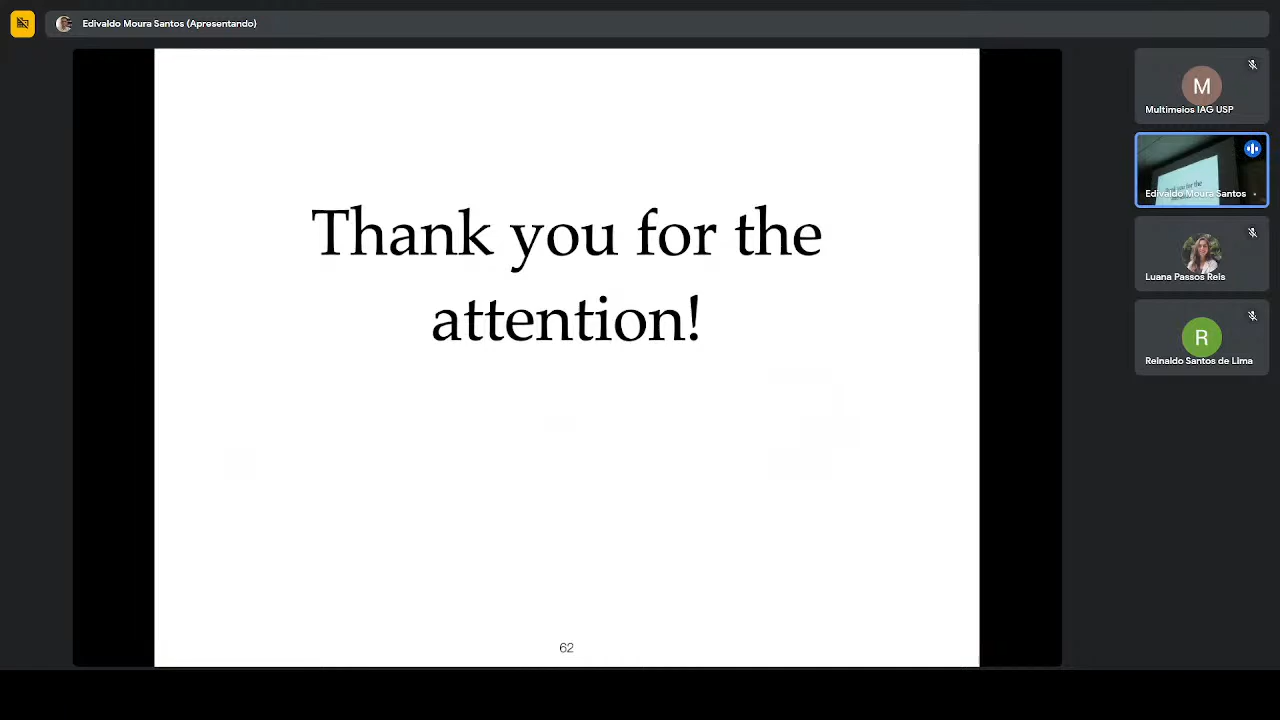 Edivaldo Moura Santos (Apresentando)
Thank you for the
attention!
62
M
Multimeios IAG USP
Edivaldo Moura Santos
Luana Passos Reis
R
Reinaldo Santos de Lima